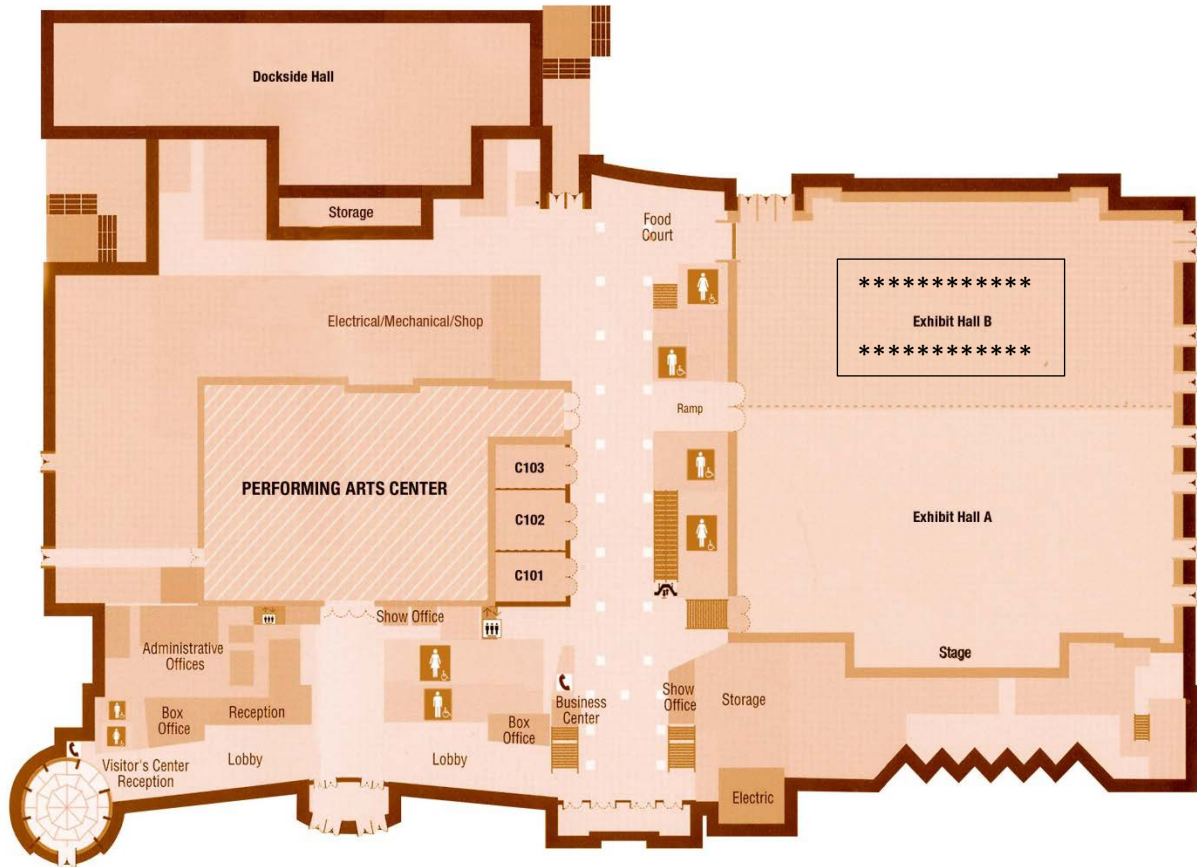 Dockside Hall
Storage
Food
Court
************
Exhibit Hall B
************
Electrical/Mechanical/Shop
Ramp
C103
PERFORMING ARTS CENTER
C102
Exhibit Hall A
C101
Show Office
Administrative
Offices
Stage
Show
Office
Storage
Business
Center
Box
Office
Reception
Box
Office
Lobby
Lobby
Visitor's Center
Reception
Electric